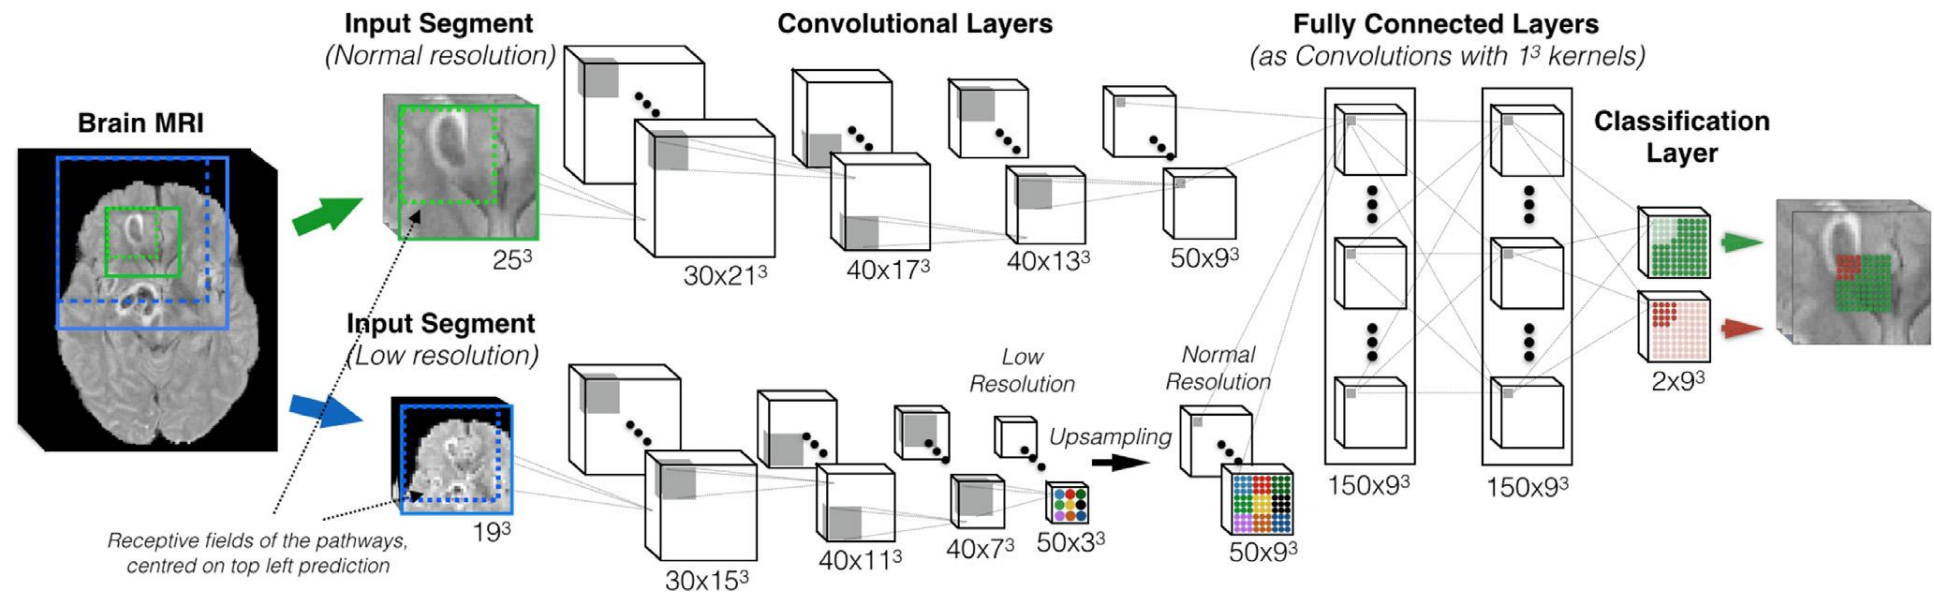 Brain MRI
Input Segment
(Normal resolution)
25³
Convolutional Layers
30x21³
40x17³
40x13³
50x9³
Fully Connected Layers
(as Convolutions with 1³ kernels)
150x9³
150x9³
Classification
Layer
2x9³
Input Segment
(Low resolution)
19³
30x15³
40x11³
40x7³
50x3³
Low
Resolution
Upsampling
Normal
Resolution
50x9³
Receptive fields of the pathways,
centred on top left prediction